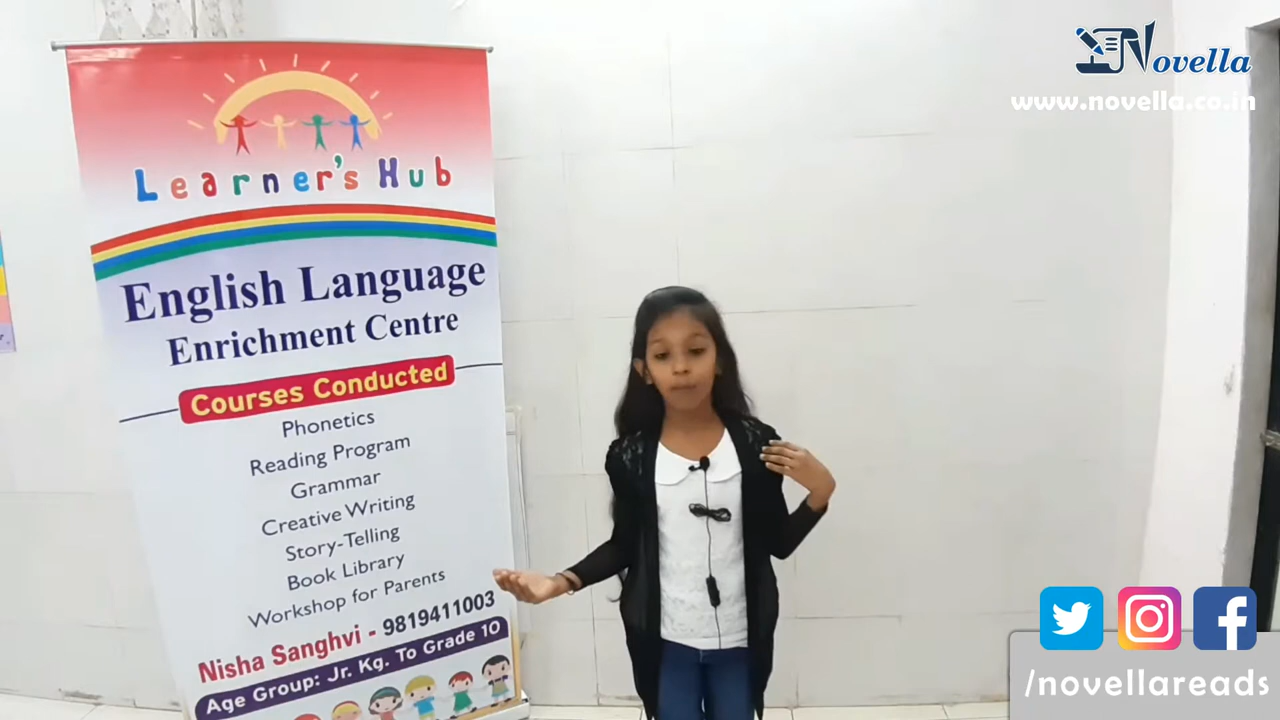 Learner's Hub
English Language
Enrichment Centre
Courses Conducted
Phonetics
Reading Program
Grammar
Creative Writing
Story-Telling
Book Library
Workshop for Parents
Nisha Sanghvi - 9819411003
Age Group: Jr. Kg. To Grade 10
Novella
www.novella.co.in
/novellareads